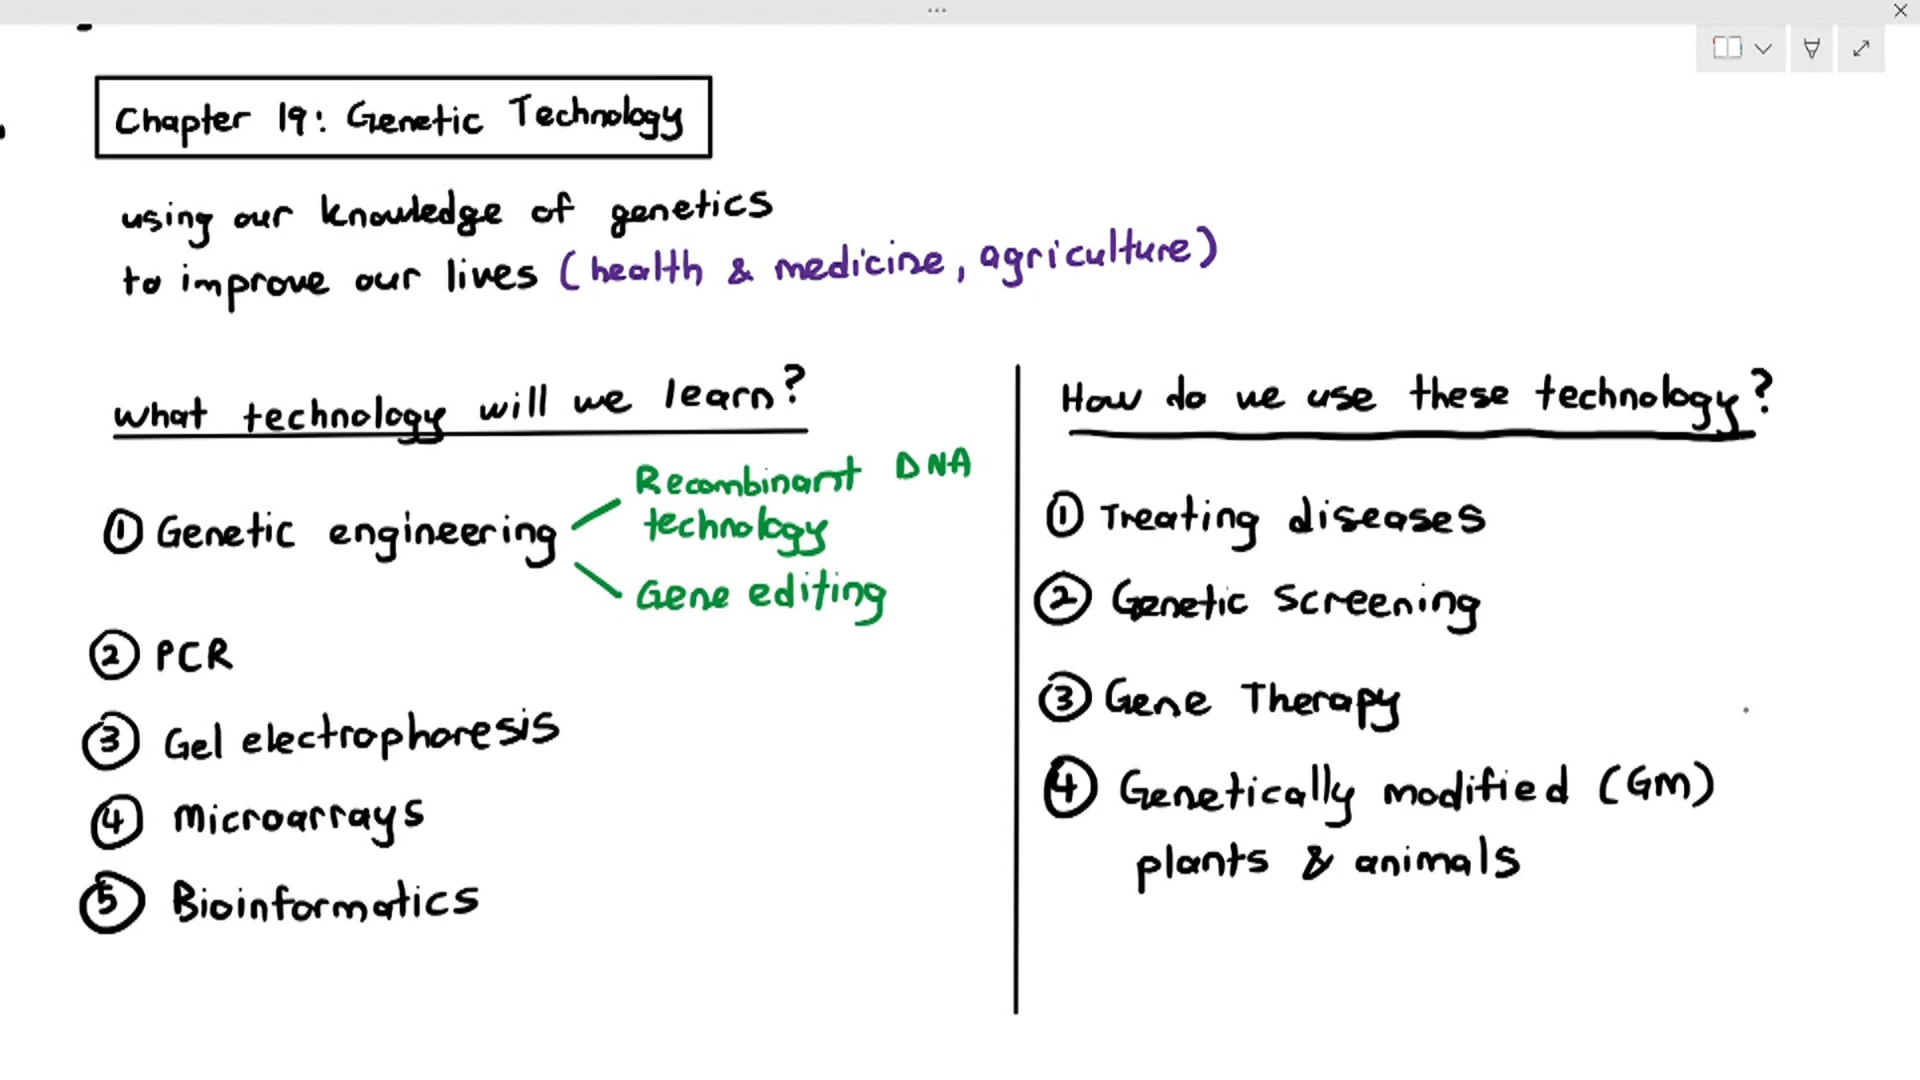 Chapter 19: Genetic Technology
using our knowledge of genetics
to improve our lives (health & medicine, agriculture)
What technology will we learn?
① Genetic engineering
Recombinant DNA
technology
Gene editing
② PCR
③ Gel electrophoresis
④ Microarrays
⑤ Bioinformatics
How do we use these technology?
① Treating diseases
② Genetic Screening
③ Gene Therapy
④ Genetically modified (GM)
plants & animals